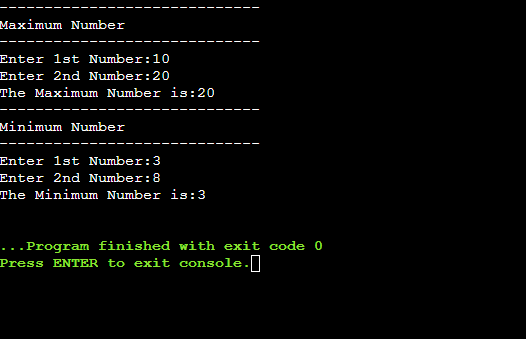 ------------------------------
Maximum Number
------------------------------
Enter 1st Number:10
Enter 2nd Number:20
The Maximum Number is:20
------------------------------
Minimum Number
------------------------------
Enter 1st Number:3
Enter 2nd Number:8
The Minimum Number is:3
...Program finished with exit code 0
Press ENTER to exit console.